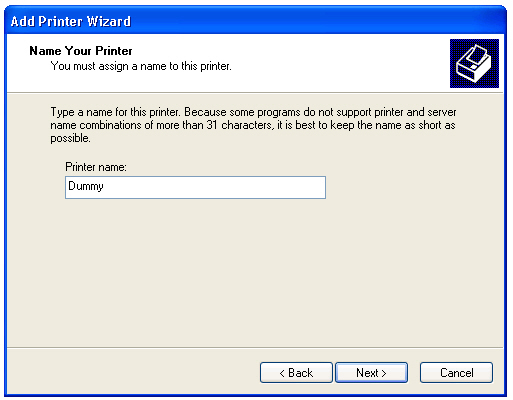 Add Printer Wizard
Name Your Printer
You must assign a name to this printer.
Type a name for this printer. Because some programs do not support printer and server
name combinations of more than 31 characters, it is best to keep the name as short as
possible.
Printer name:
Dummy
< Back
Next >
Cancel